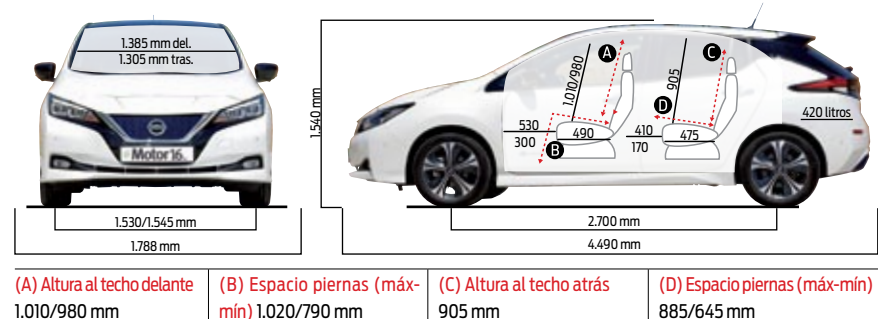 1.385 mm del.
1.305 mm tras.
Motor16.
1.530/1.545 mm
1.788 mm
1.540 mm
A
1.010/980
530
300
490
B
C
905
D
410
170
475
420 litros
2.700 mm
4.490 mm
(A) Altura al techo delante
1.010/980 mm
(B) Espacio piernas (máx-
mín) 1.020/790 mm
(C) Altura al techo atrás
905 mm
(D) Espacio piernas (máx-mín)
885/645 mm